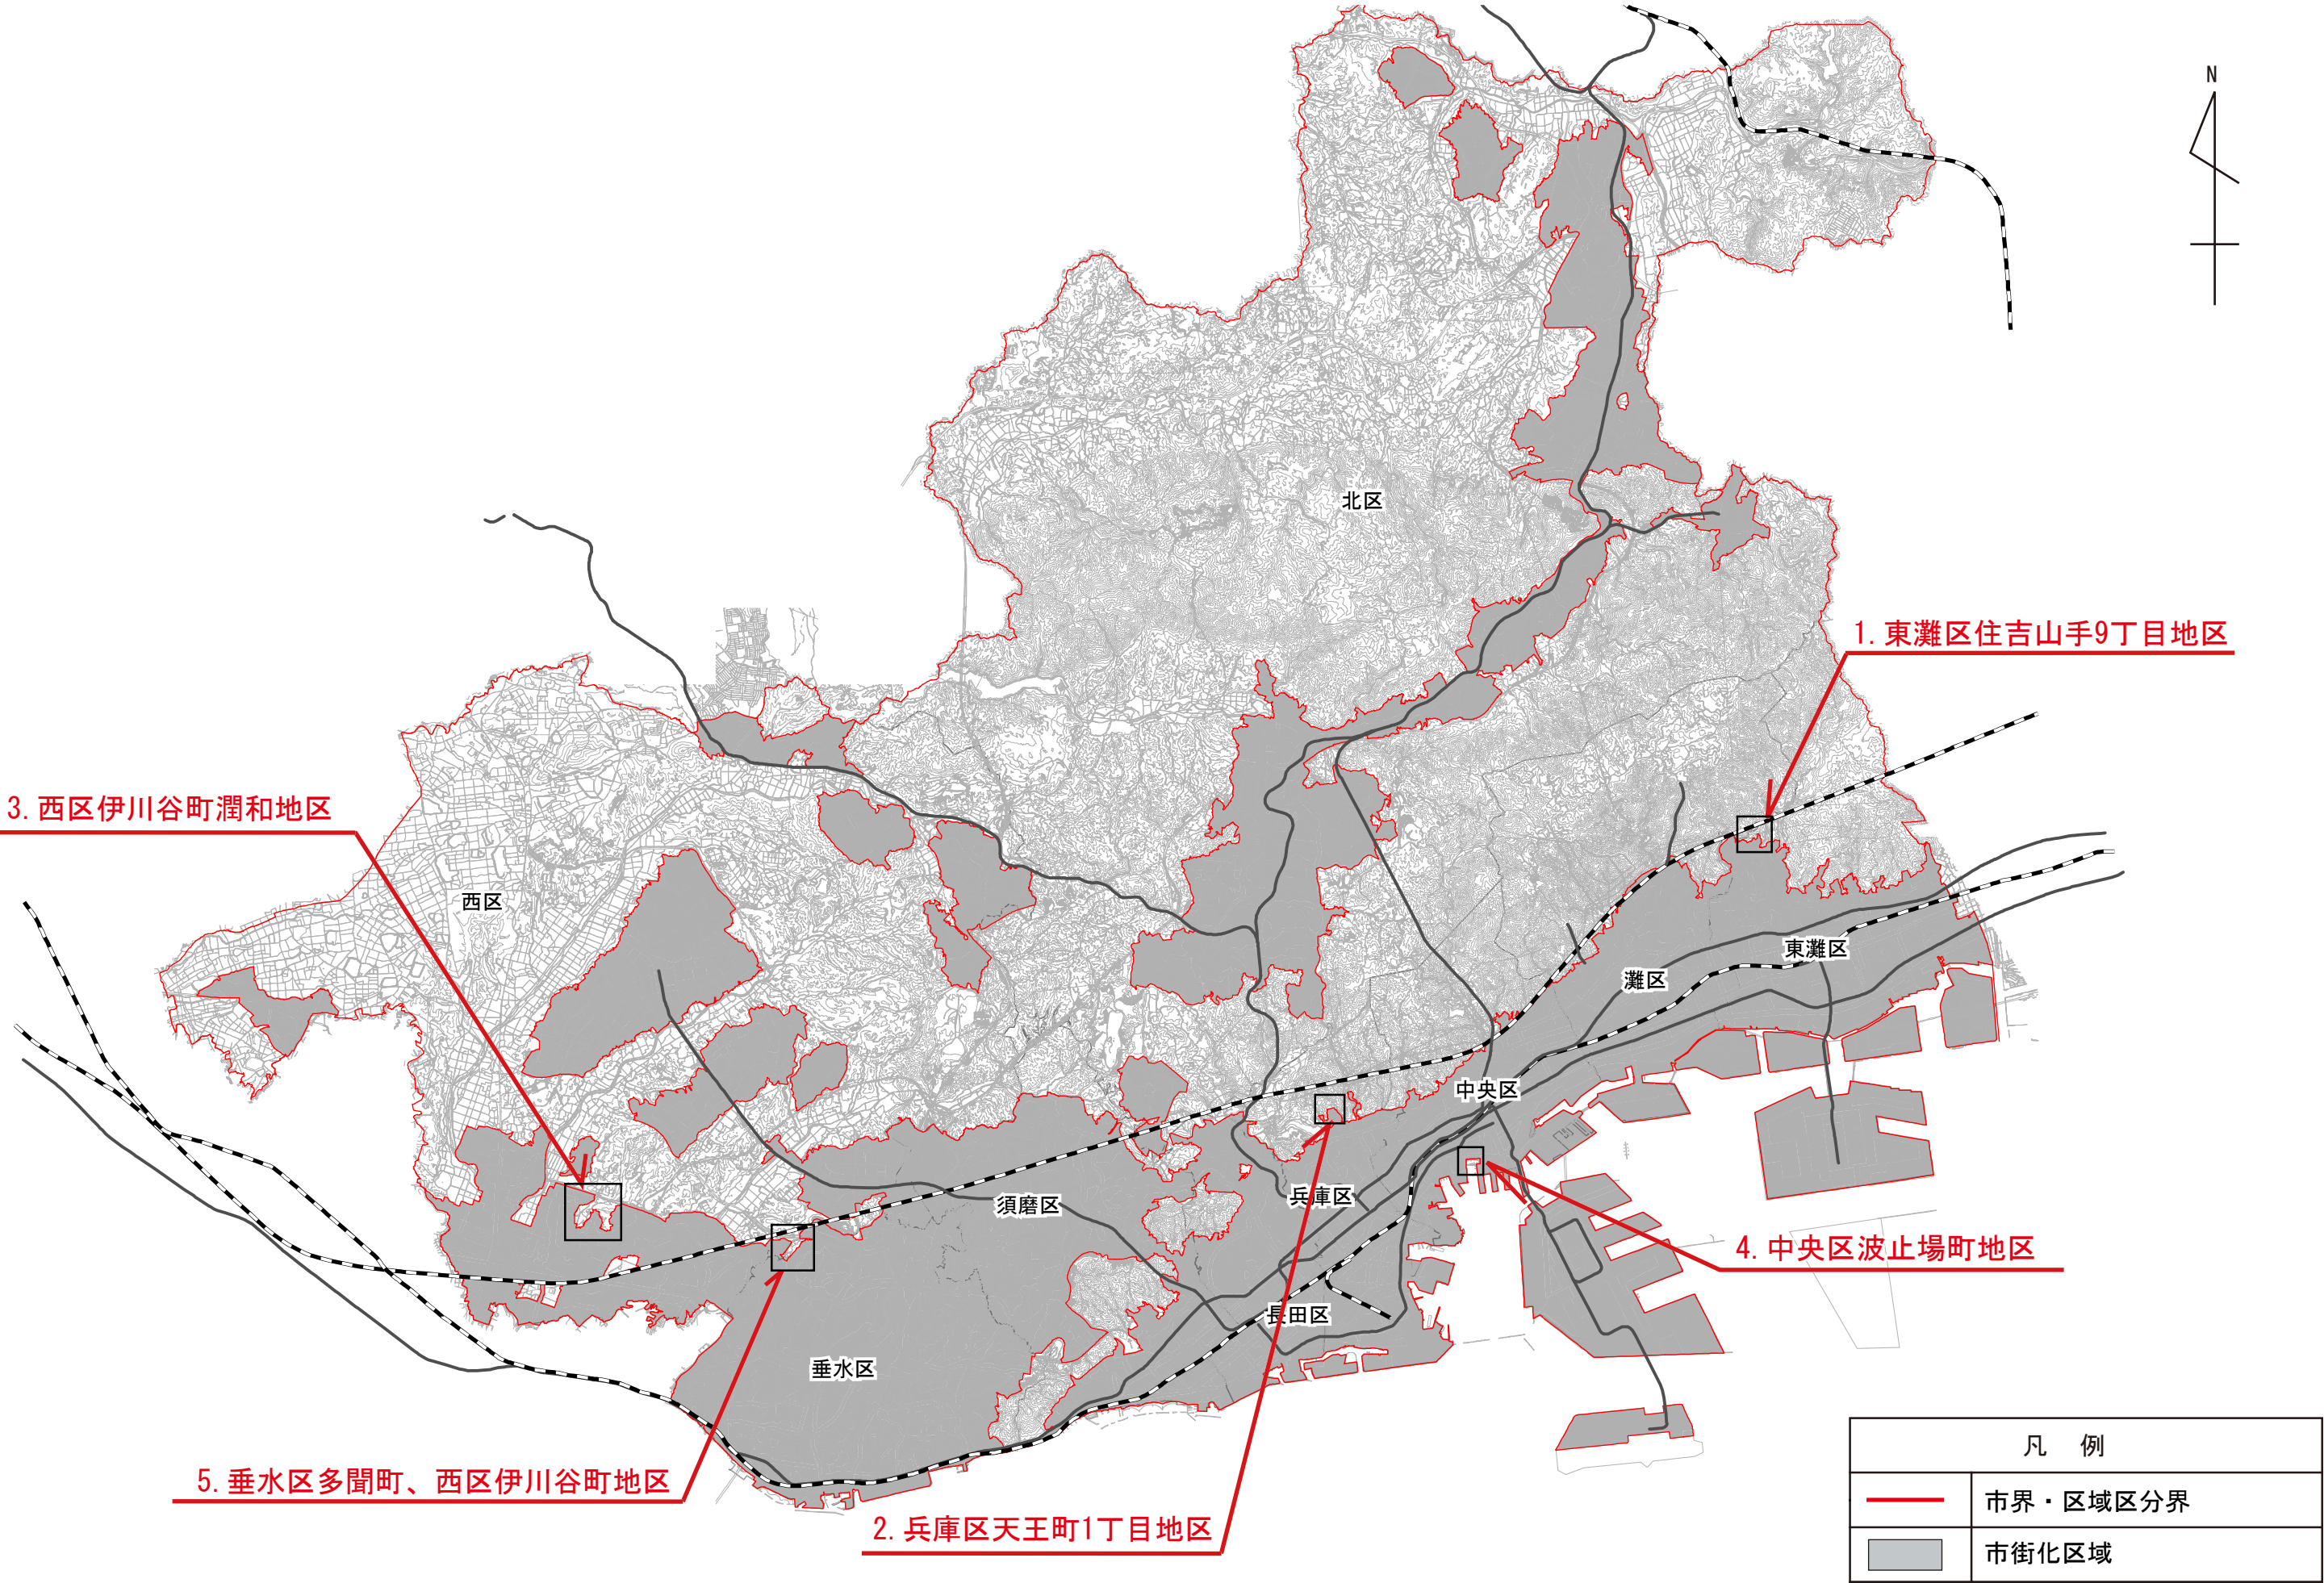 N
北区
1.東灘区住吉山手9丁目地区
3.西区伊川谷町潤和地区
西区
東灘区
灘区
中央区
須磨区
兵庫区
4.中央区波止場町地区
長田区
垂水区
5.垂水区多聞町、西区伊川谷町地区
2.兵庫区天王町1丁目地区
凡 例
市界・区域区分界
市街化区域